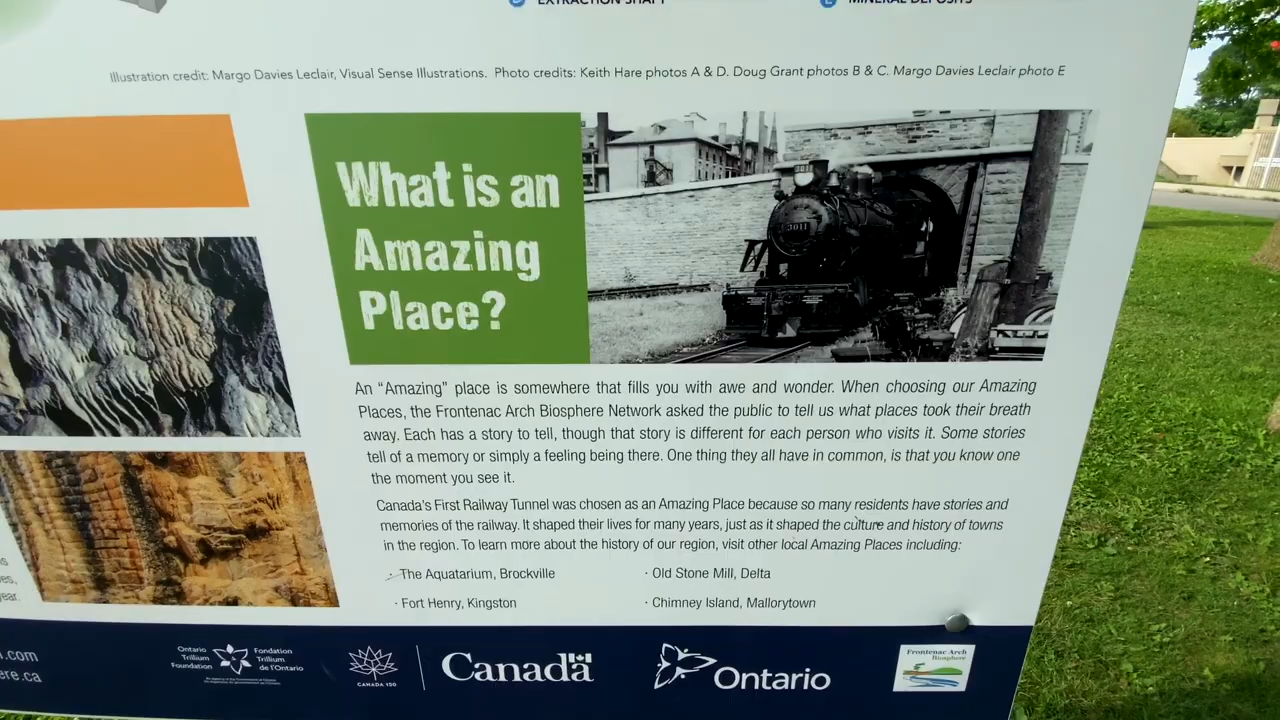 EXTRACTION SHAFT
E MINERAL DEPOSITS
Illustration credit: Margo Davies Leclair, Visual Sense Illustrations. Photo credits: Keith Hare photos A & D. Doug Grant photos B & C. Margo Davies Leclair photo E
What is an
Amazing
Place?
3011
An “Amazing” place is somewhere that fills you with awe and wonder. When choosing our Amazing
Places, the Frontenac Arch Biosphere Network asked the public to tell us what places took their breath
away. Each has a story to tell, though that story is different for each person who visits it. Some stories
tell of a memory or simply a feeling being there. One thing they all have in common, is that you know one
the moment you see it.
Canada's First Railway Tunnel was chosen as an Amazing Place because so many residents have stories and
memories of the railway. It shaped their lives for many years, just as it shaped the culture and history of towns
in the region. To learn more about the history of our region, visit other local Amazing Places including:
· The Aquatarium, Brockville
· Old Stone Mill, Delta
· Fort Henry, Kingston
· Chimney Island, Mallorytown
.com
ere.ca
Ontario
Trillium
Foundation
Fondation
Trillium
de l'Ontario
CANADA 150
Canada
Ontario
Frontenac Arch
Biosphere